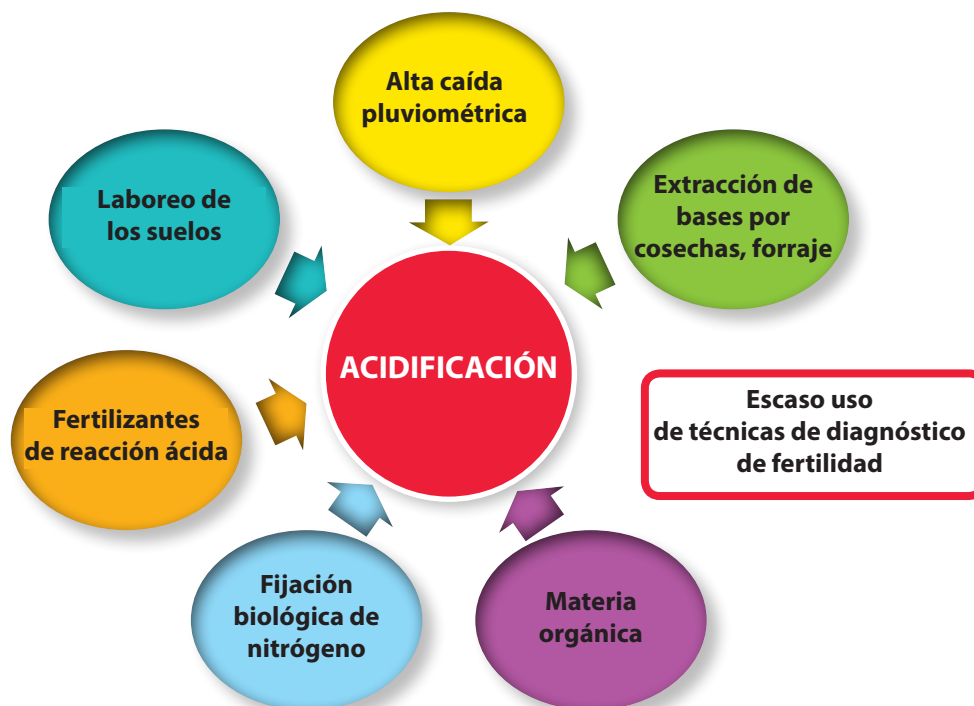 Alta caída
pluviométrica
Laboreo de
los suelos
Extracción de
bases por
cosechas, forraje
ACIDIFICACIÓN
Fertilizantes
de reacción ácida
Escaso uso
de técnicas de diagnóstico
de fertilidad
Fijación
biológica de
nitrógeno
Materia
orgánica